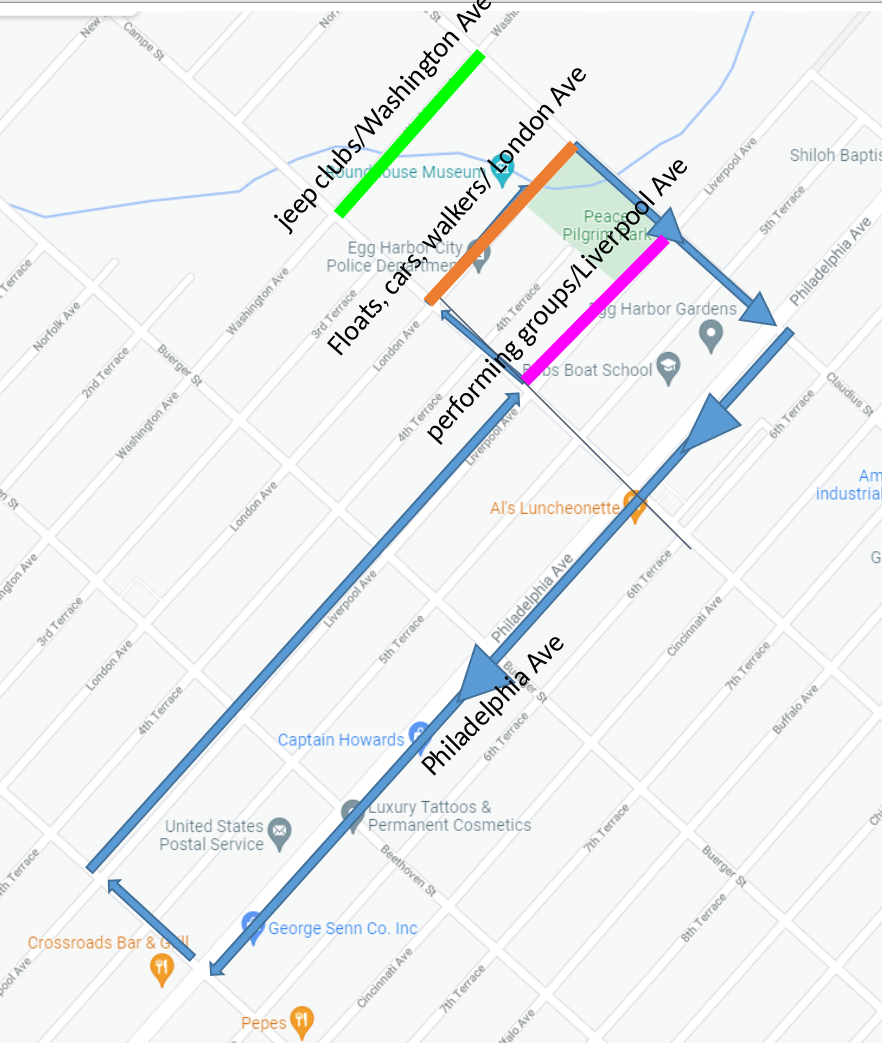 New
Campe St
Nor
St
Washi
jeep clubs/Washington Ave
Floats, cars, walkers/ London Ave
performing groups/Liverpool Ave
Roundhouse Museum
Liverpool Ave
Shiloh Baptis
5th Terrace
Peace
Pilgrim Park
Philadelphia Ave
Egg Harbor City
Police Department
Washington Ave
3rd Terrace
4th Terrace
Egg Harbor Gardens
Terrace
Norfolk Ave
London Ave
Buerger St
2nd Terrace
Bobs Boat School
Claudius St
Washington Ave
4th Terrace
Liverpool Ave
6th Terrace
Am
industrial
en St
London Ave
Al's Luncheonette
ngton Ave
6th Terrace
Philadelphia Ave
Liverpool Ave
3rd Terrace
5th Terrace
Cincinnati Ave
London Ave
7th Terrace
Buerger St
Philadelphia Ave
4th Terrace
Buffalo Ave
Captain Howards
6th Terrace
Luxury Tattoos &
Permanent Cosmetics
United States
Postal Service
7th Terrace
4th Terrace
Beethoven St
Buerger St
8th Terrace
George Senn Co. Inc
Crossroads Bar & Grill
pool Ave
Cincinnati Ave
7th Terrace
Pepes
ffalo Ave